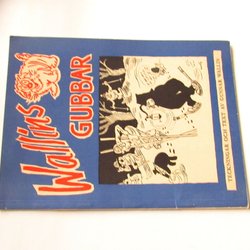 Wallins
GUBBAR
TECKNINGAR OCH TEXT AV GUNNAR WALLIN